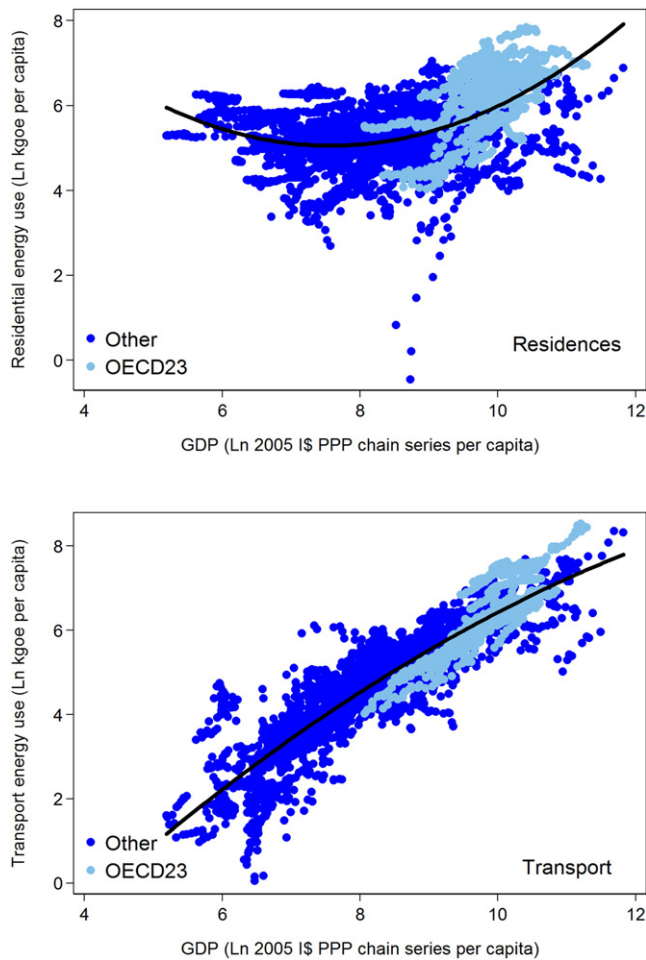 Residential energy use (Ln kgoe per capita)
8
6
4
2
0
Other
OECD23
Residences
4
6
8
10
12
GDP (Ln 2005 I$ PPP chain series per capita)
Transport energy use (Ln kgoe per capita)
8
6
4
2
0
Other
OECD23
Transport
4
6
8
10
12
GDP (Ln 2005 I$ PPP chain series per capita)